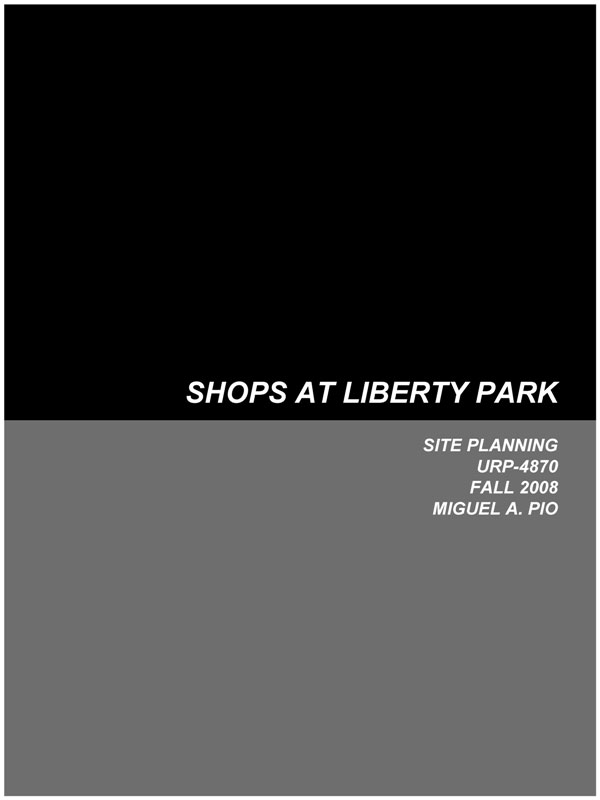 SHOPS AT LIBERTY PARK
SITE PLANNING
URP-4870
FALL 2008
MIGUEL A. PIO